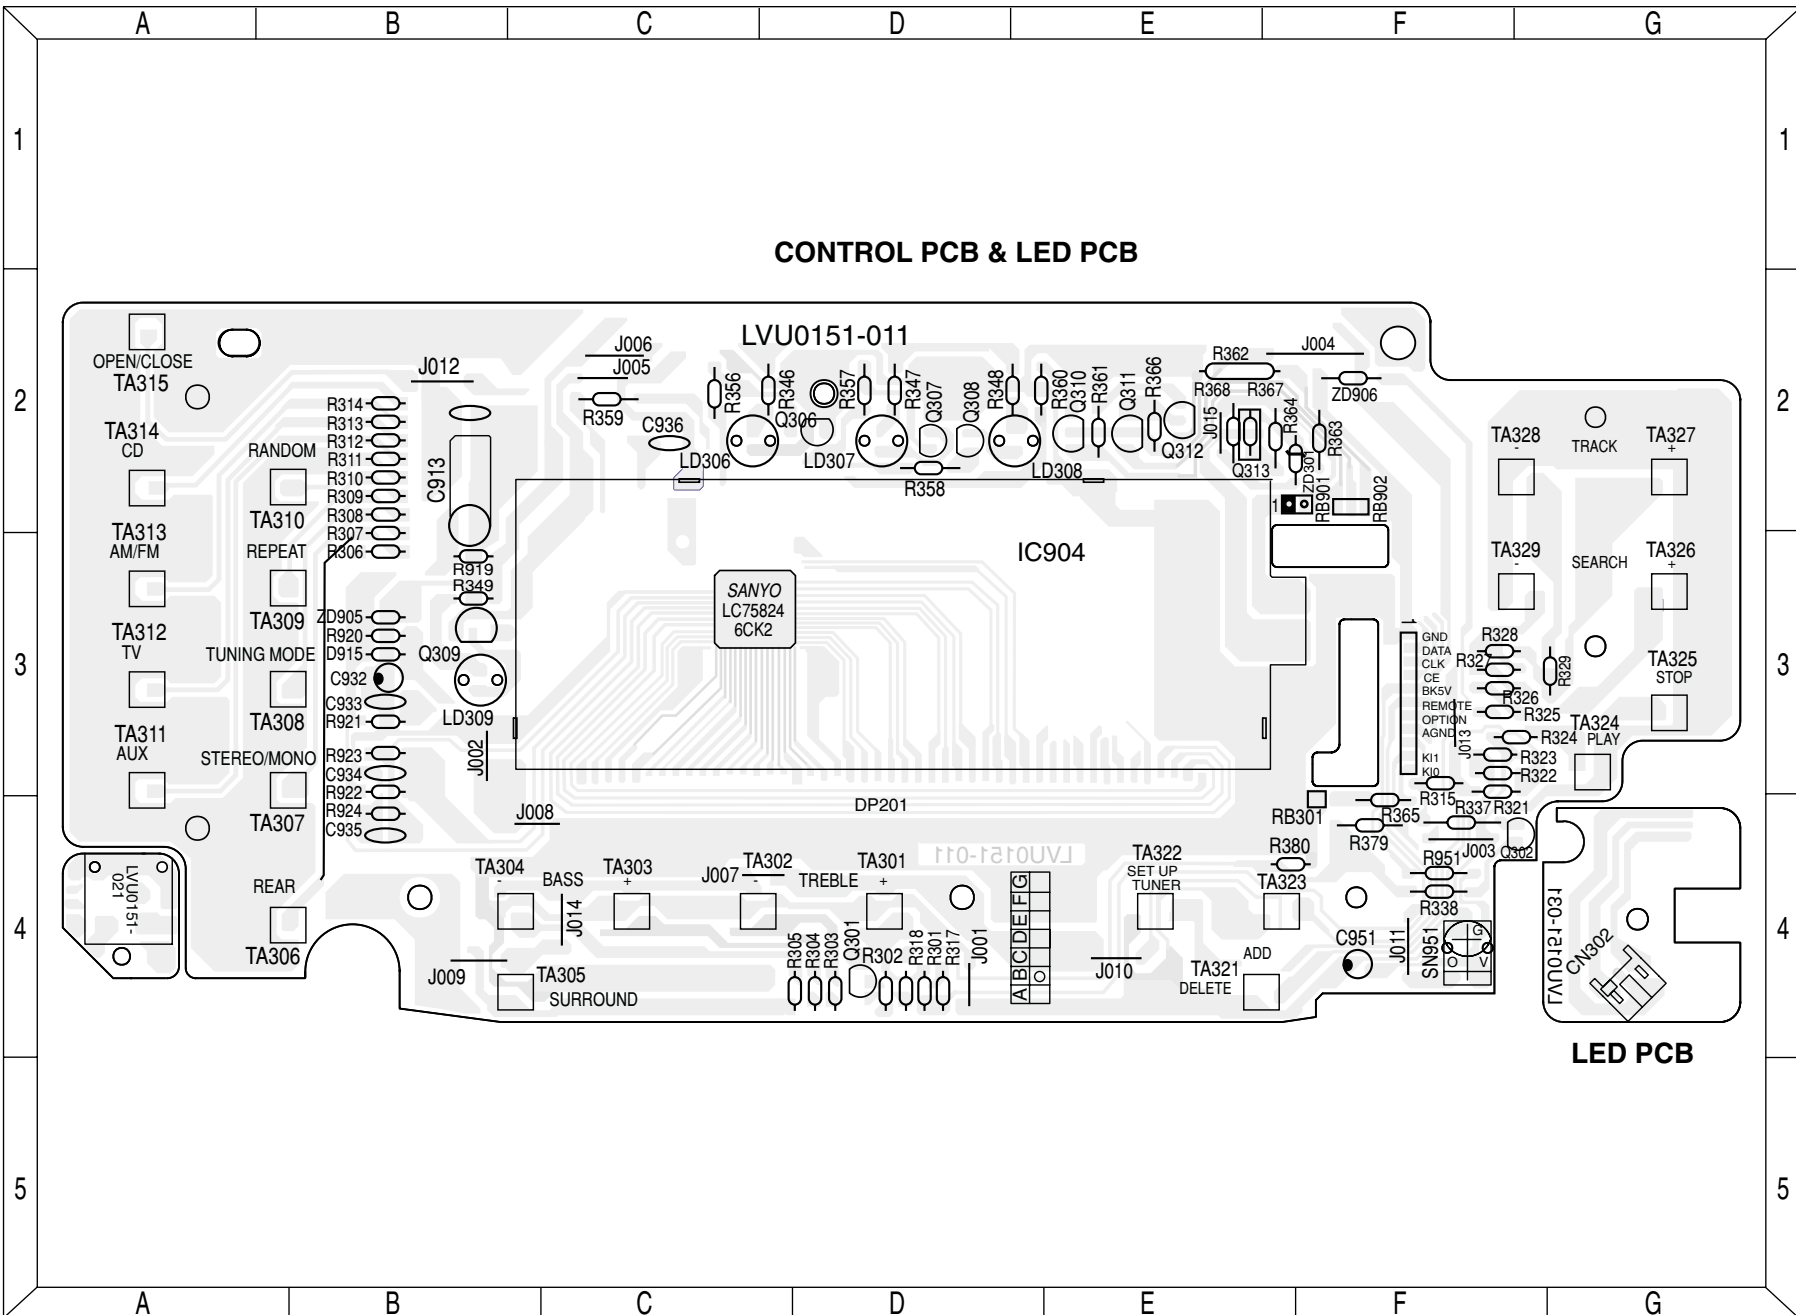 A B C D E F G
1 1
CONTROL PCB & LED PCB
LVU0151-011
OPEN/CLOSE
TA315
J012
J006
J005
R359
R356
R346
R357
R347
Q307
Q308
R348
R360
Q310
R361
Q311
R366
R362
R368
R367
J004
ZD906
2 2
R314
R313
R312
R311
R310
R309
R308
R307
R306
TA314
CD
RANDOM
TA310
C913
C936
LD306
Q306
LD307
R358
LD308
Q312
J015
Q313
R364
ZD301
R363
1
RB901
RB902
TA328
-
TRACK
TA327
+
TA313
AM/FM
REPEAT
TA309
R919
R349
IC904
SANYO
LC75824
6CK2
TA329
-
SEARCH
TA326
+
3 3
TA312
TV
TUNING MODE
TA308
ZD905
R920
D915
C932
C933
R921
Q309
LD309
J002
1
GND
DATA
CLK
CE
BK5V
REMOTE
OPTION
AGND
KI1
KI0
J013
R328
R327
R326
R325
R329
R324
R323
R322
TA325
STOP
TA324
PLAY
TA311
AUX
STEREO/MONO
TA307
R923
C934
R922
R924
C935
J008
DP201
RB301
R315
R365
R379
R337
R321
J003
Q302
LVU0151-
021
REAR
TA306
TA304
-
BASS
TA303
+
J007
TA302
-
TREBLE
TA301
+
LVU0151-011
TA322
SET UP
TUNER
R380
TA323
R951
R338
4 4
J014
J009
TA305
SURROUND
R305
R304
R303
Q301
R302
R318
R301
R317
J001
A B C D E F G
J010
TA321
DELETE
ADD
C951
J011
SN951
G
O
V
LVU0151-031
CN302
LED PCB
5 5
A B C D E F G